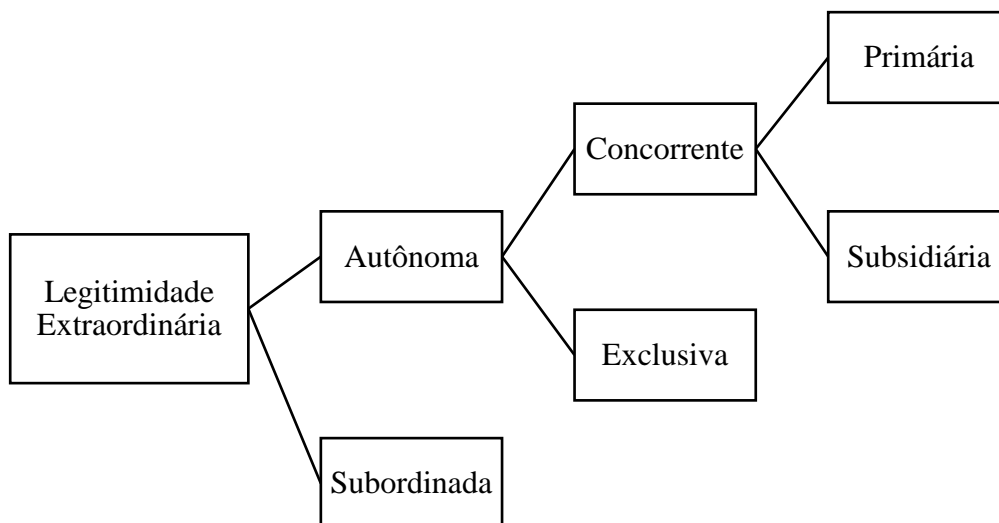 Legitimidade
Extraordinária
Autônoma
Concorrente
Primária
Subsidiária
Exclusiva
Subordinada